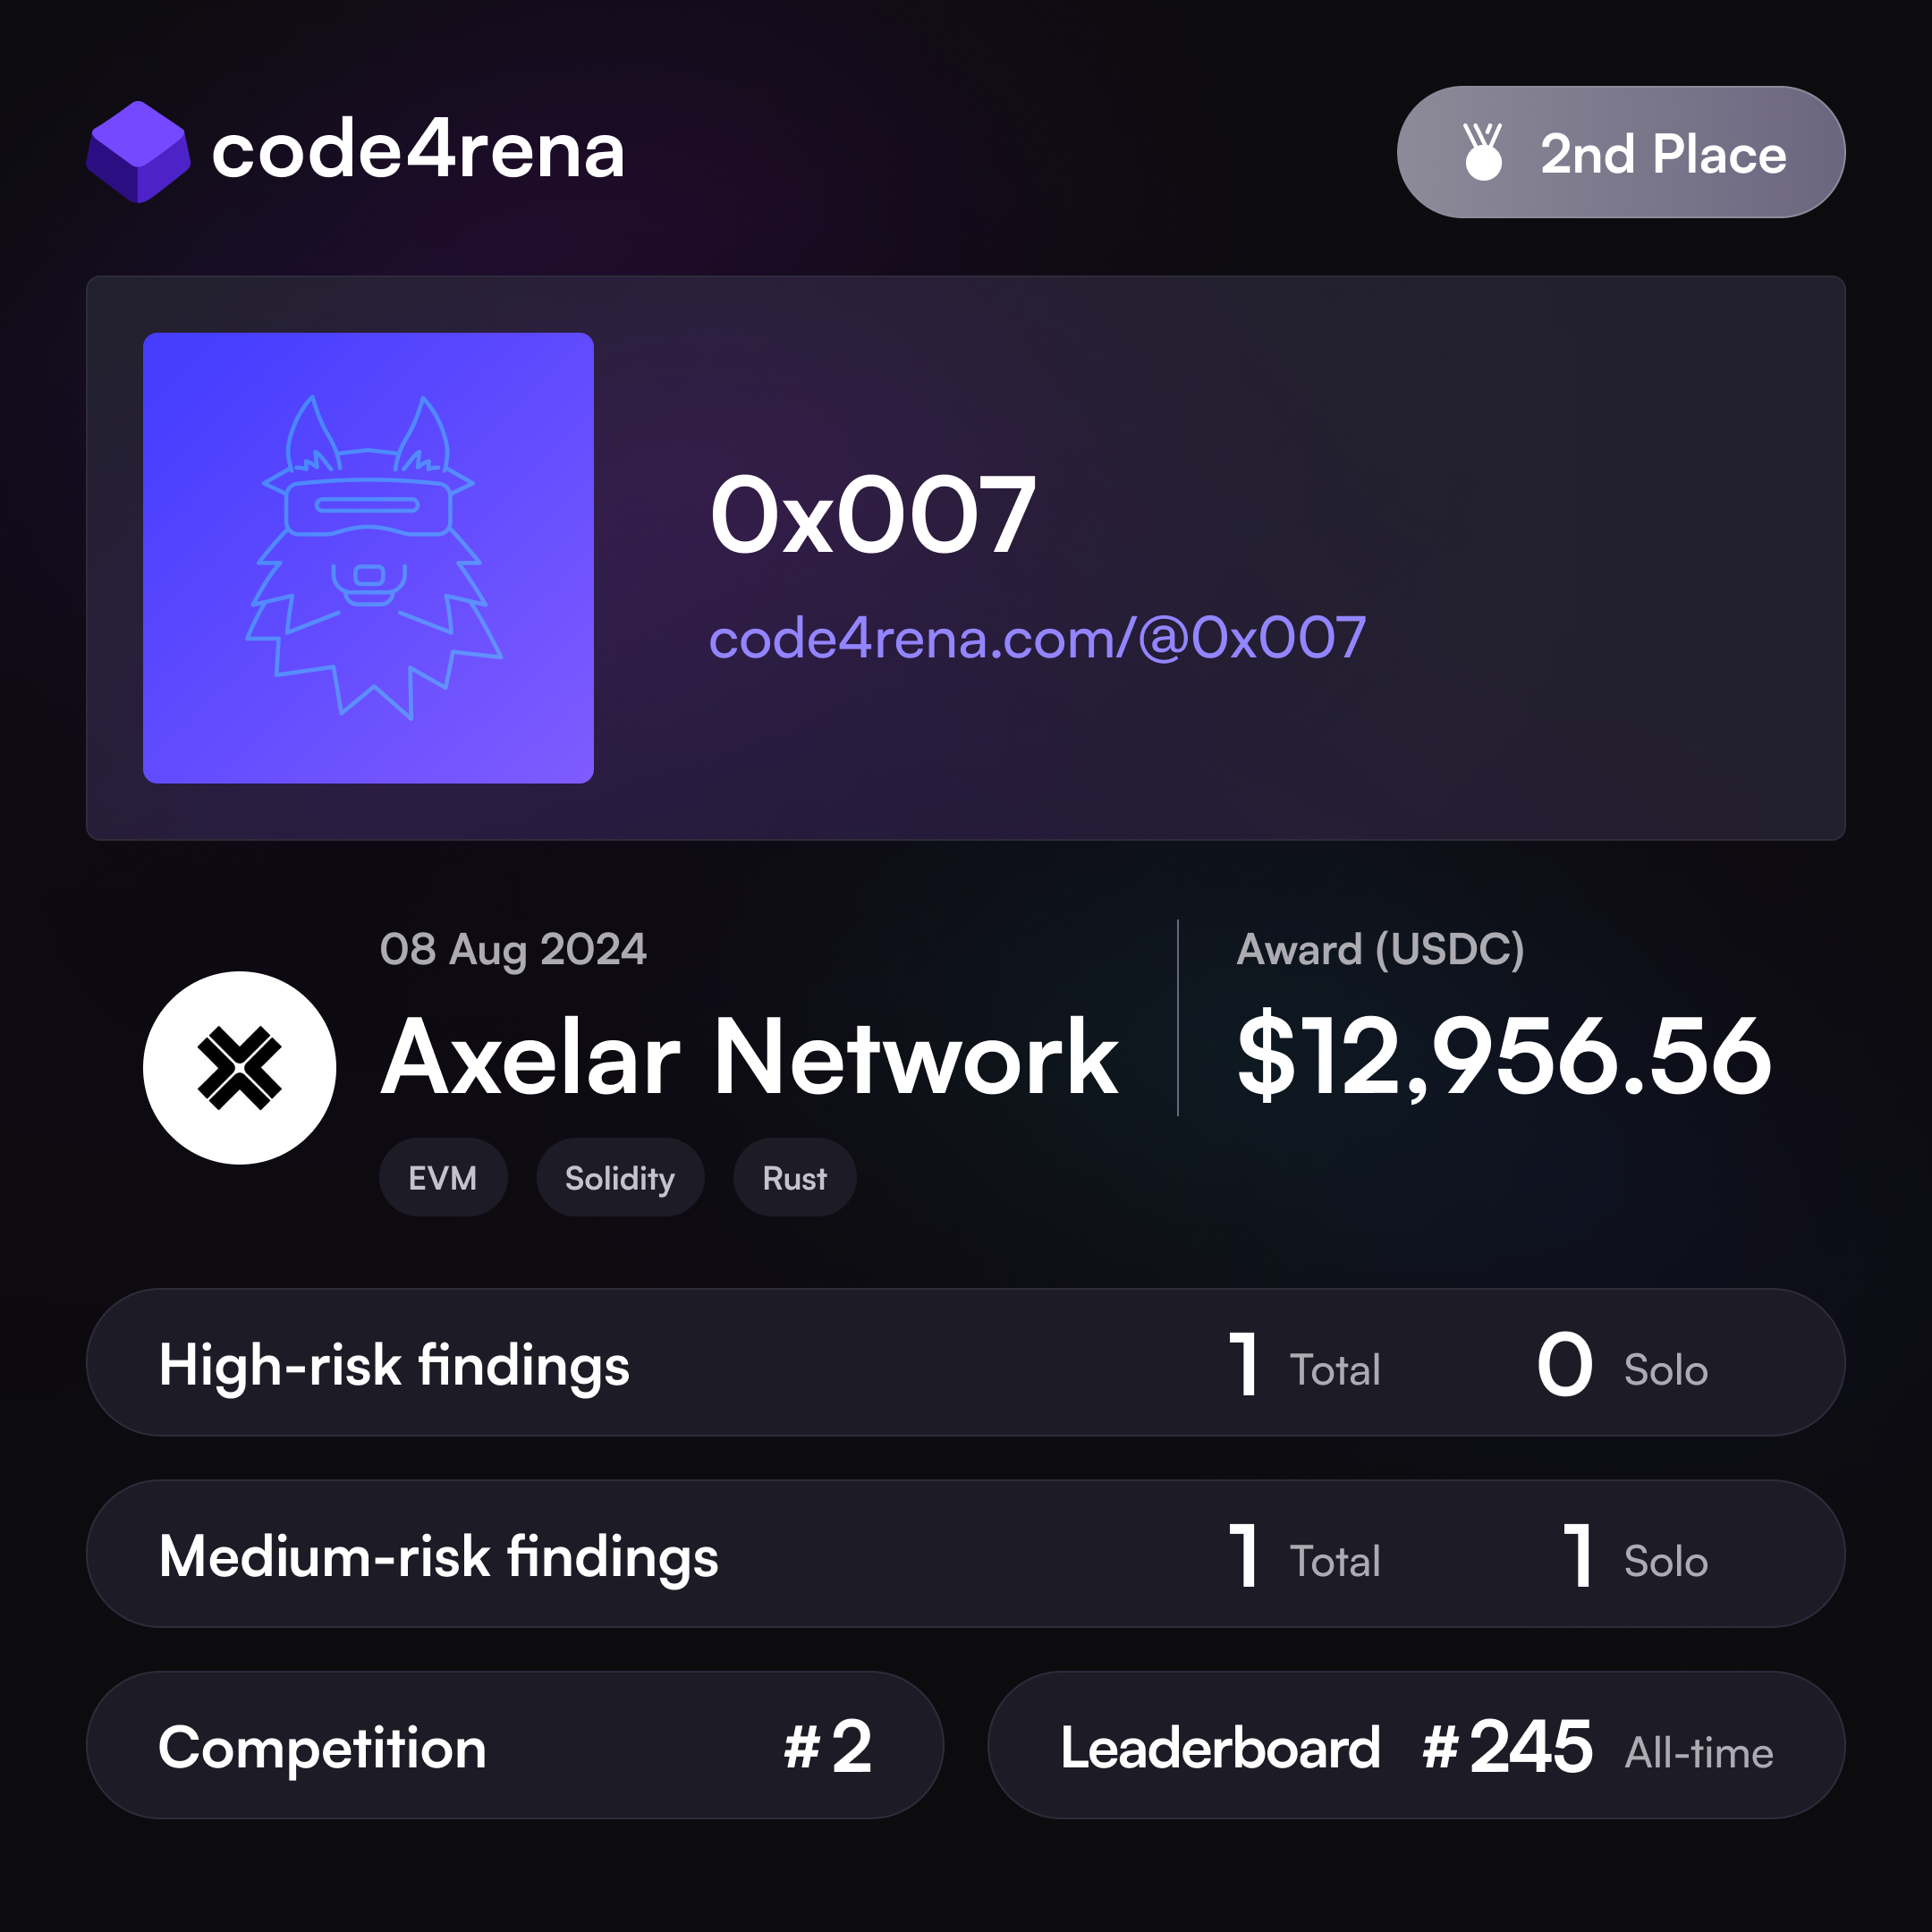 code4rena
2nd Place
0x007
code4rena.com/@0x007
08 Aug 2024
Axelar Network
EVM Solidity Rust
Award (USDC)
$12,956.56
High-risk findings 1 Total 0 Solo
Medium-risk findings 1 Total 1 Solo
Competition #2
Leaderboard #245 All-time